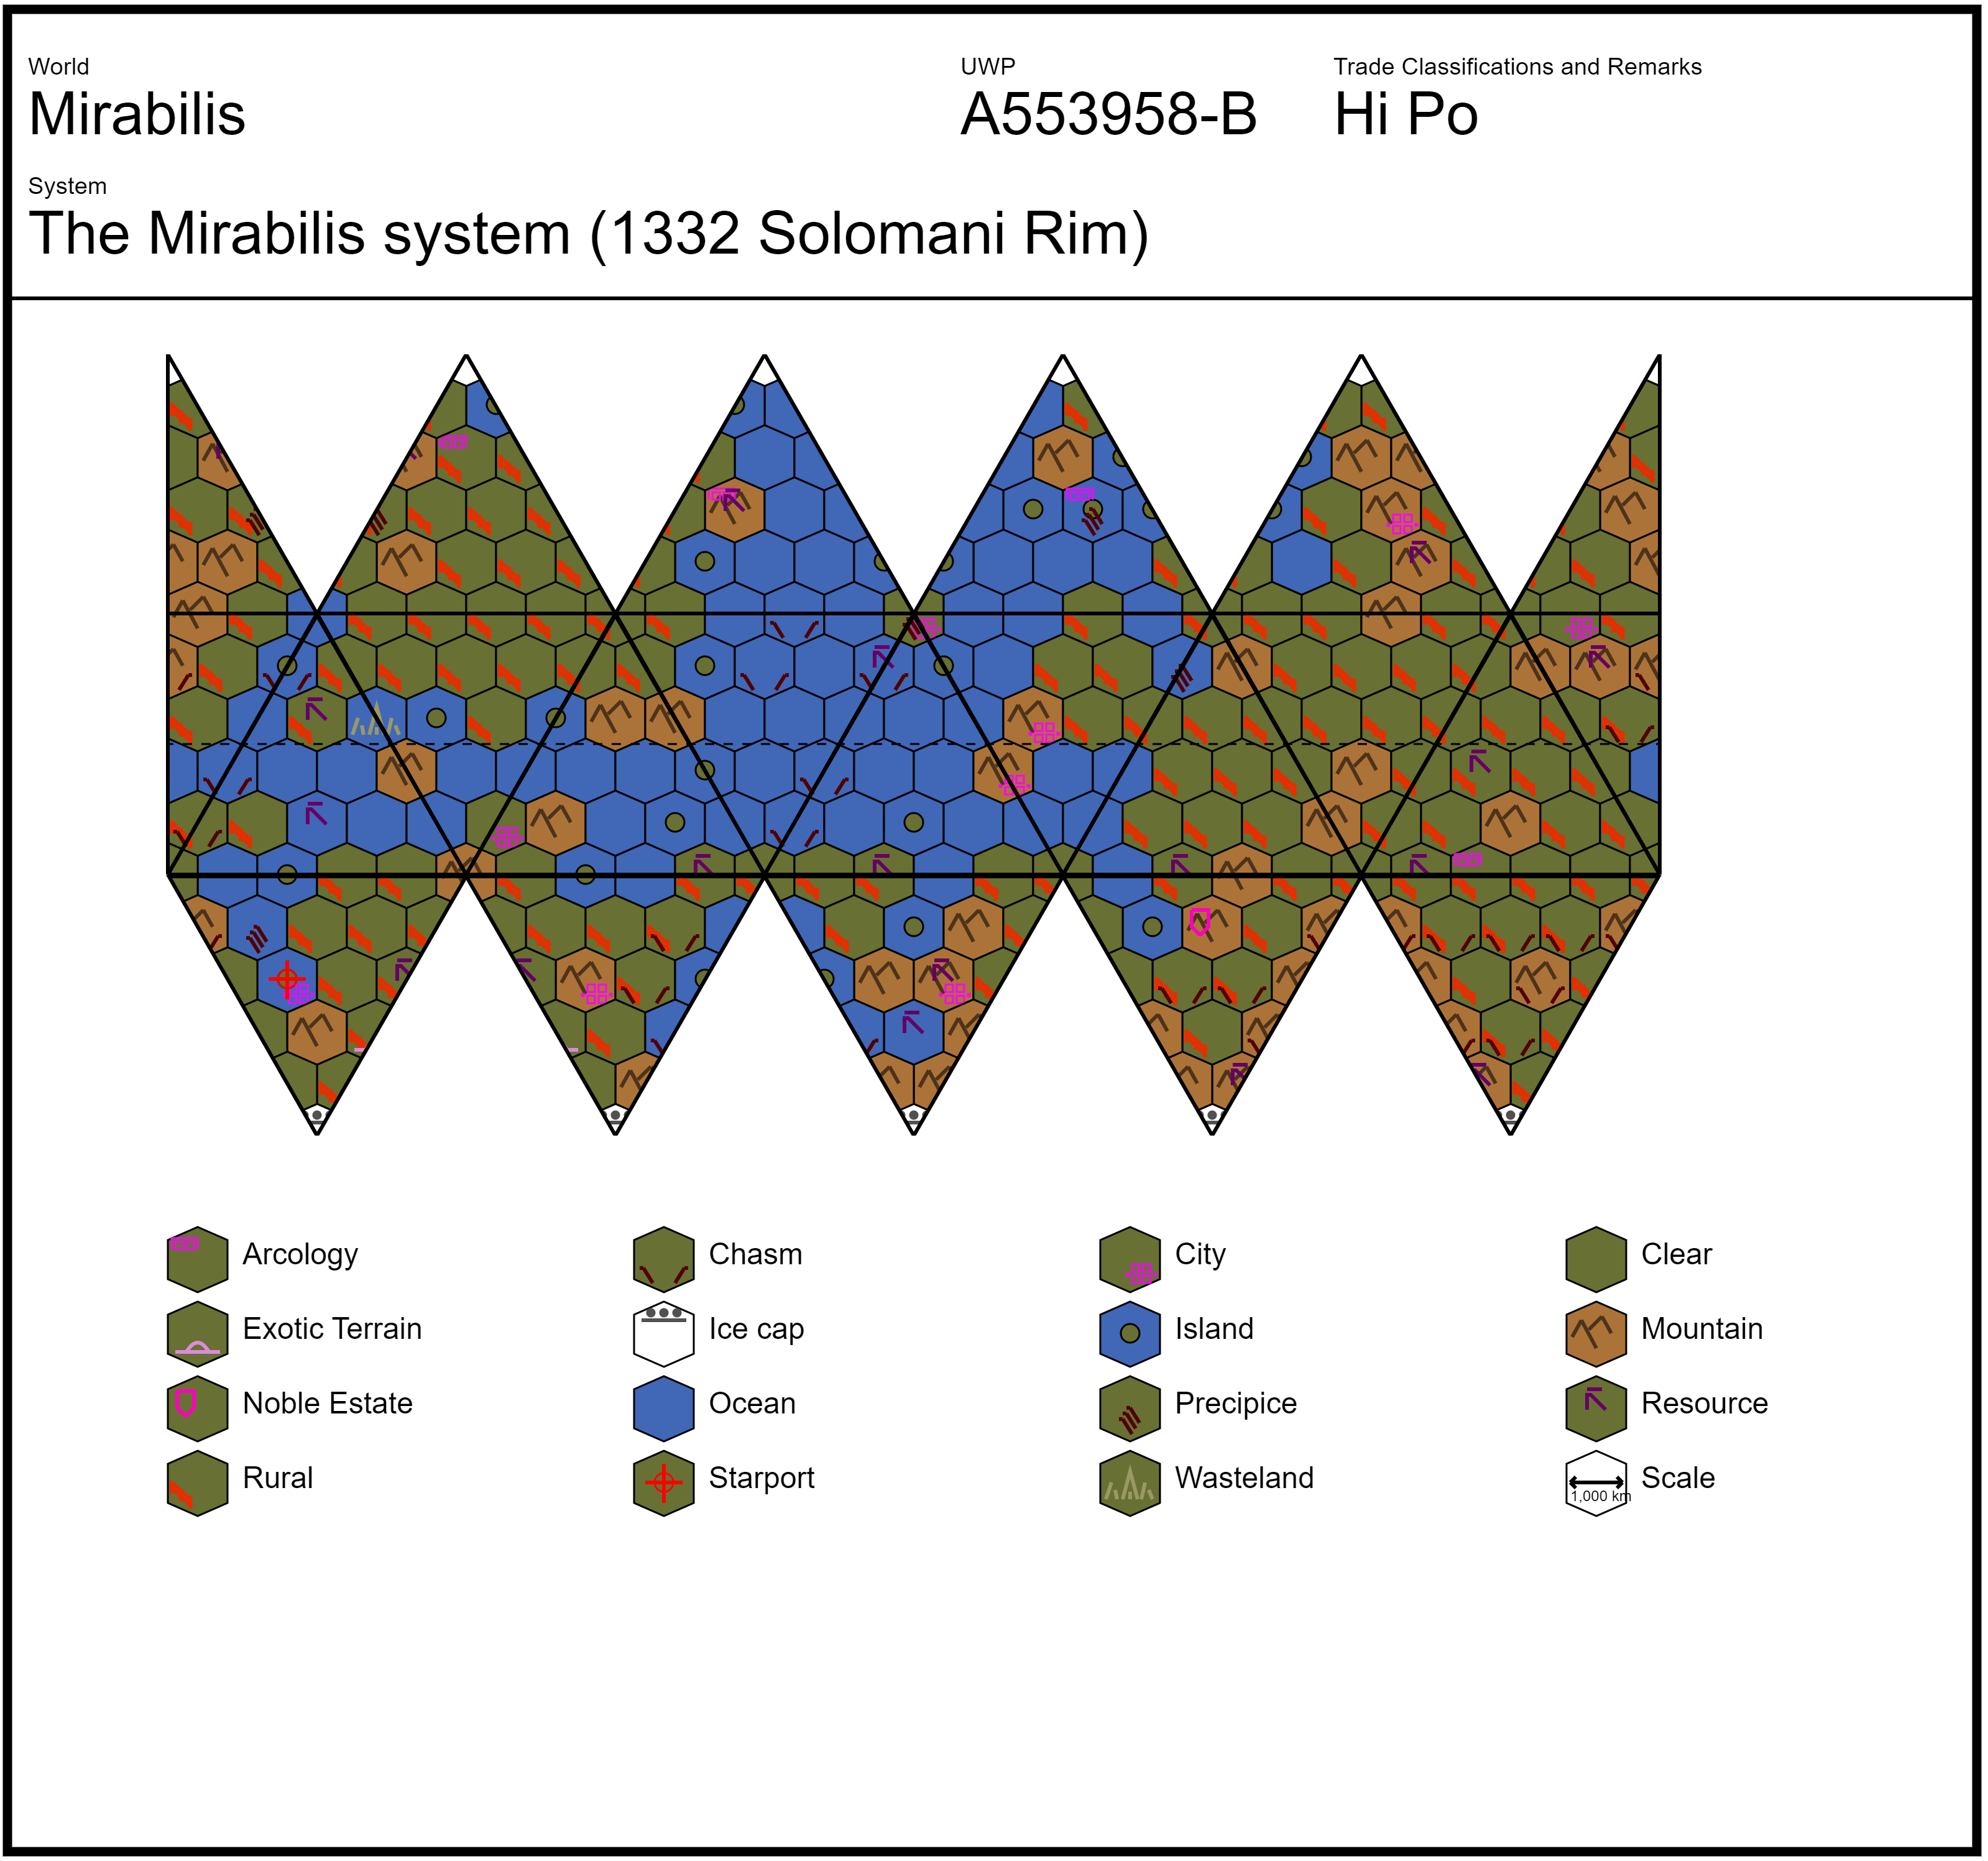 World
UWP
Trade Classifications and Remarks
Mirabilis
A553958-B
Hi Po
System
The Mirabilis system (1332 Solomani Rim)
Arcology
Chasm
City
Clear
Exotic Terrain
Ice cap
Island
Mountain
Noble Estate
Ocean
Precipice
Resource
Rural
Starport
Wasteland
Scale
1,000 km